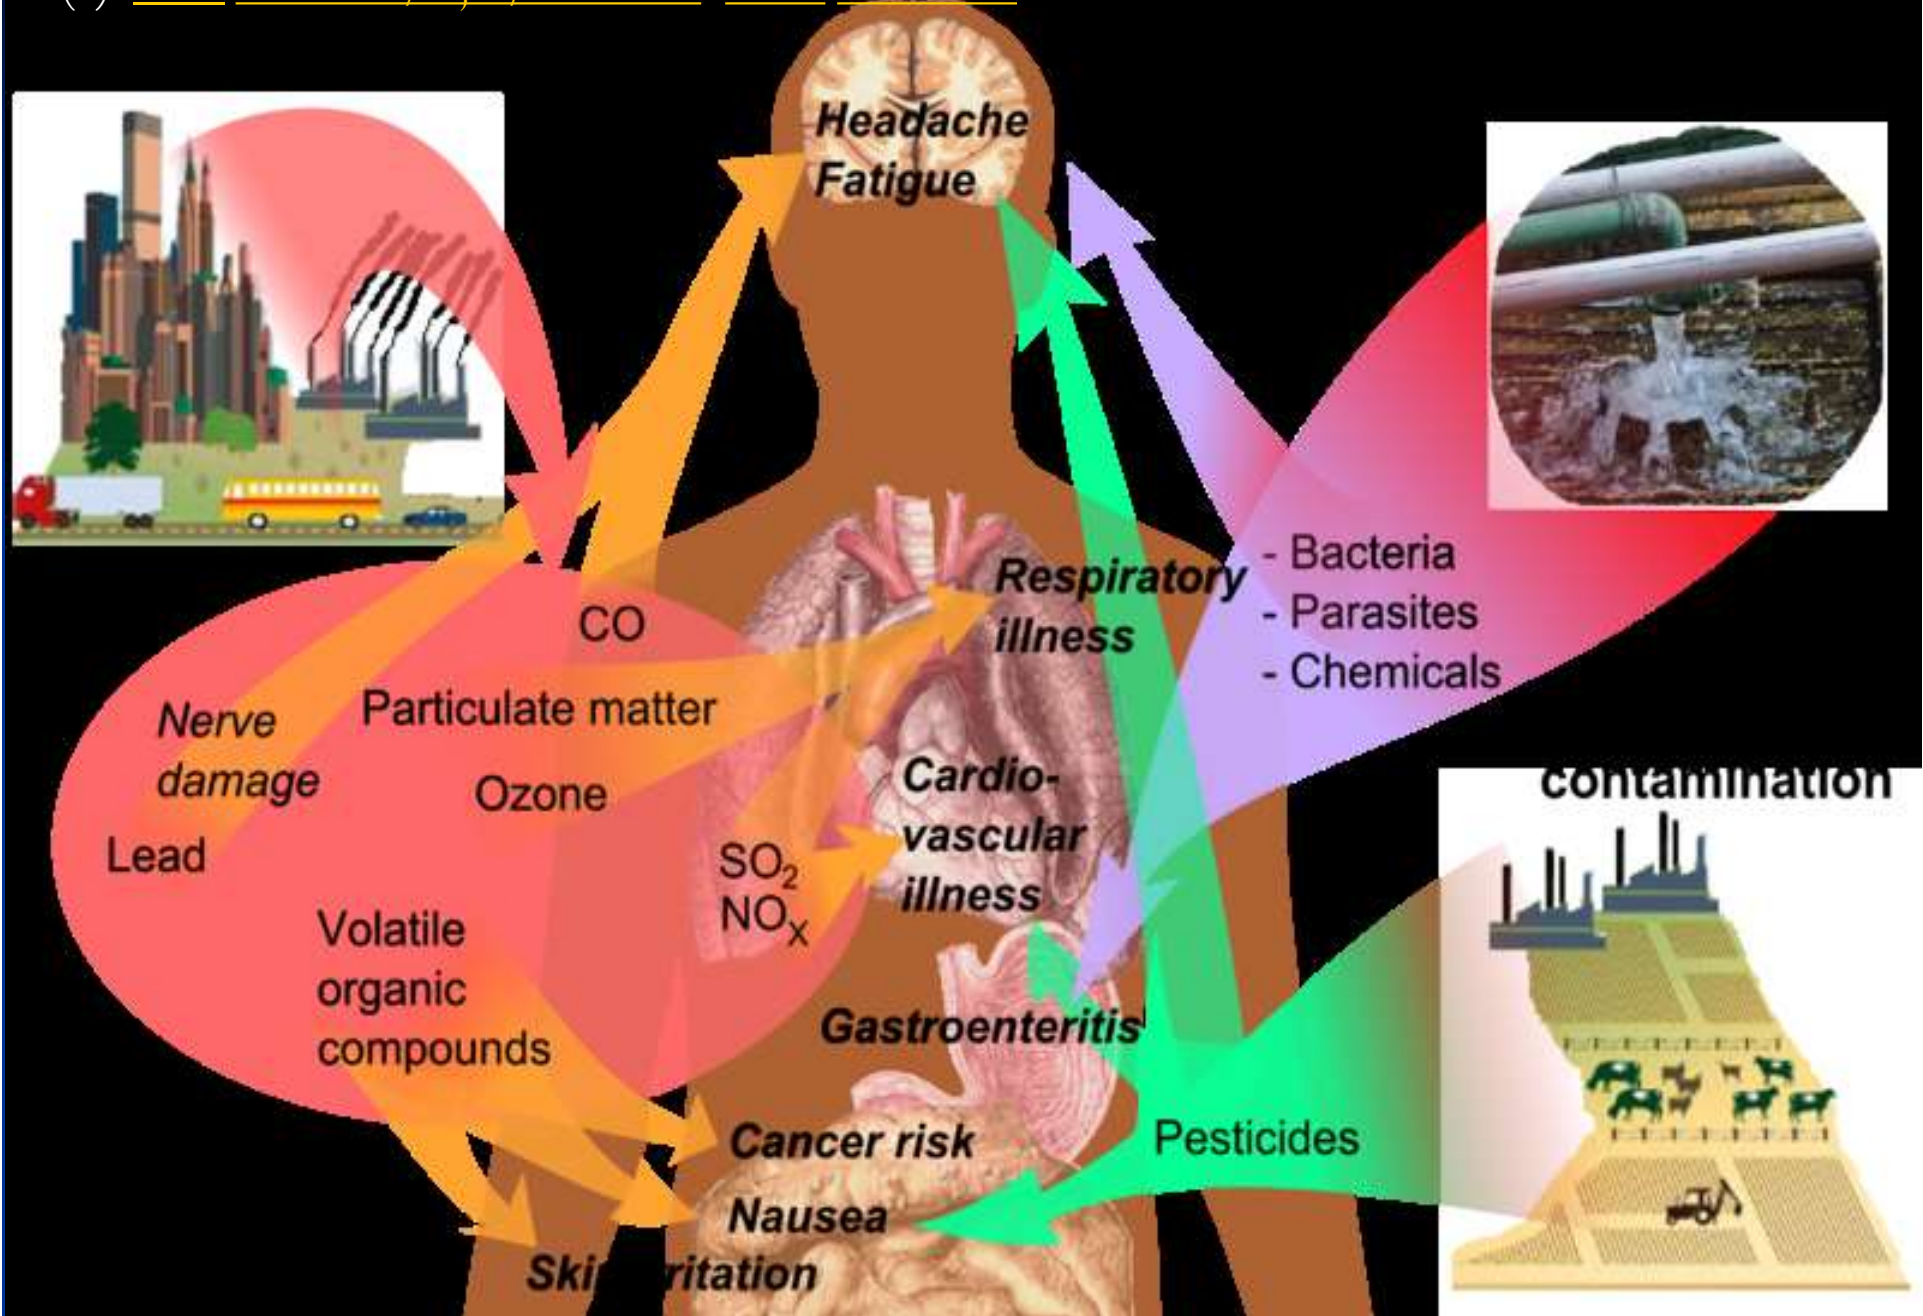 Headache
Fatigue
Respiratory
illness
- Bacteria
- Parasites
- Chemicals
CO
Nerve
damage
Particulate matter
Ozone
Lead
Cardio-
vascular
illness
SO₂
NOₓ
Volatile
organic
compounds
contamination
Gastroenteritis
Pesticides
Cancer risk
Nausea